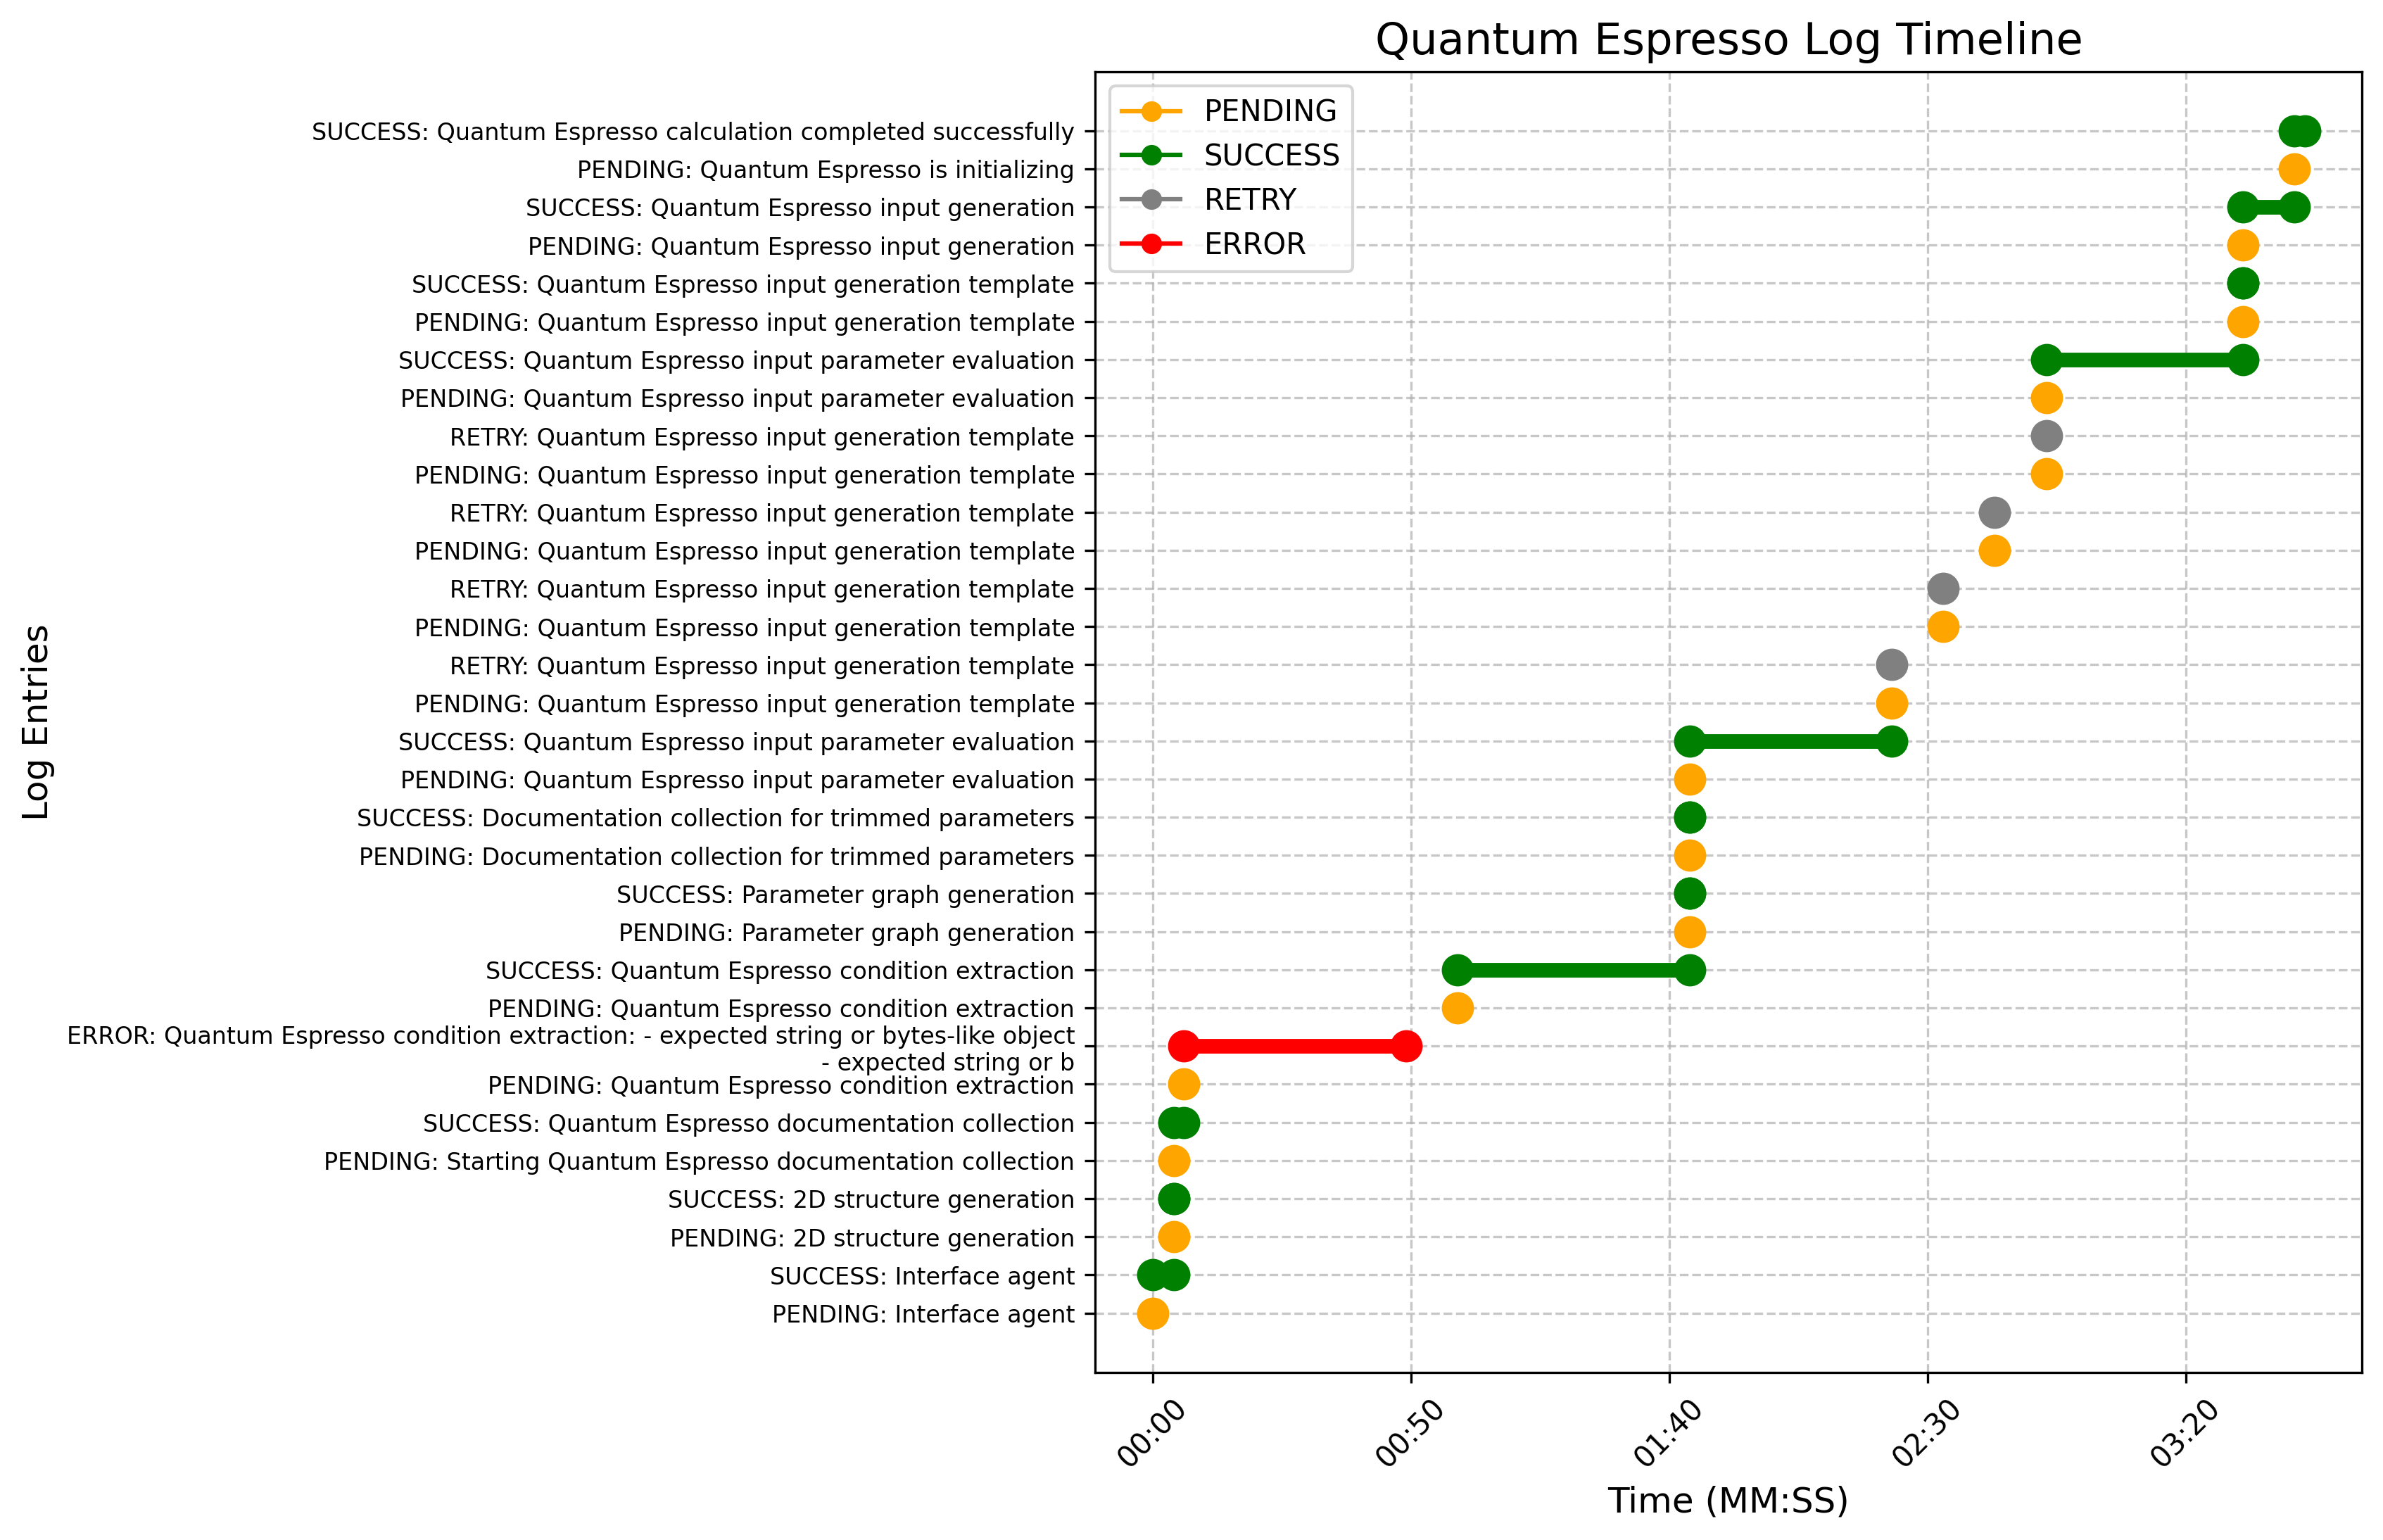 Quantum Espresso Log Timeline
PENDING
SUCCESS
RETRY
ERROR
Log Entries
SUCCESS: Quantum Espresso calculation completed successfully
PENDING: Quantum Espresso is initializing
SUCCESS: Quantum Espresso input generation
PENDING: Quantum Espresso input generation
SUCCESS: Quantum Espresso input generation template
PENDING: Quantum Espresso input generation template
SUCCESS: Quantum Espresso input parameter evaluation
PENDING: Quantum Espresso input parameter evaluation
RETRY: Quantum Espresso input generation template
PENDING: Quantum Espresso input generation template
RETRY: Quantum Espresso input generation template
PENDING: Quantum Espresso input generation template
RETRY: Quantum Espresso input generation template
PENDING: Quantum Espresso input generation template
RETRY: Quantum Espresso input generation template
PENDING: Quantum Espresso input generation template
SUCCESS: Quantum Espresso input parameter evaluation
PENDING: Quantum Espresso input parameter evaluation
SUCCESS: Documentation collection for trimmed parameters
PENDING: Documentation collection for trimmed parameters
SUCCESS: Parameter graph generation
PENDING: Parameter graph generation
SUCCESS: Quantum Espresso condition extraction
PENDING: Quantum Espresso condition extraction
ERROR: Quantum Espresso condition extraction: - expected string or bytes-like object
- expected string or b
PENDING: Quantum Espresso condition extraction
SUCCESS: Quantum Espresso documentation collection
PENDING: Starting Quantum Espresso documentation collection
SUCCESS: 2D structure generation
PENDING: 2D structure generation
SUCCESS: Interface agent
PENDING: Interface agent
00:00
00:50
01:40
02:30
03:20
Time (MM:SS)